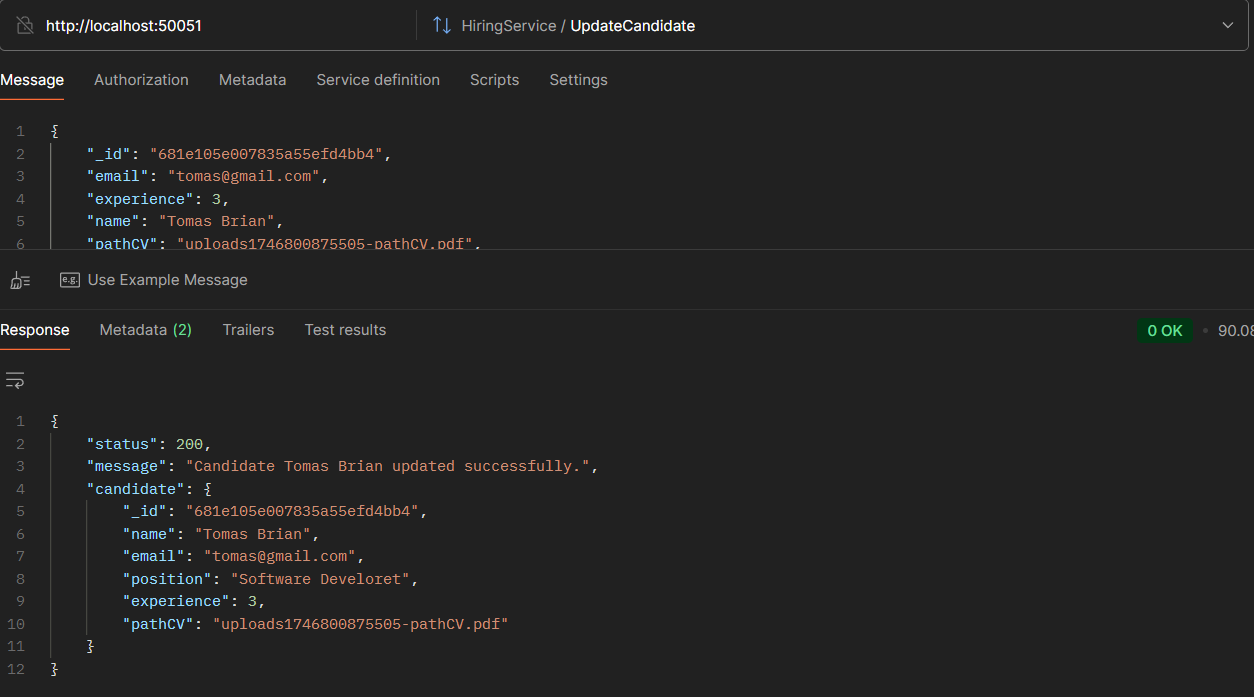 http://localhost:50051 HiringService / UpdateCandidate
Message Authorization Metadata Service definition Scripts Settings
1 {
2 "_id": "681e105e007835a55efd4bb4",
3 "email": "tomas@gmail.com",
4 "experience": 3,
5 "name": "Tomas Brian",
6 "pathCV": "uploads1746800875505-pathCV.pdf",
e.g. Use Example Message
Response Metadata (2) Trailers Test results 0 OK • 90.08
1 {
2 "status": 200,
3 "message": "Candidate Tomas Brian updated successfully.",
4 "candidate": {
5 "_id": "681e105e007835a55efd4bb4",
6 "name": "Tomas Brian",
7 "email": "tomas@gmail.com",
8 "position": "Software Develoret",
9 "experience": 3,
10 "pathCV": "uploads1746800875505-pathCV.pdf"
11 }
12 }